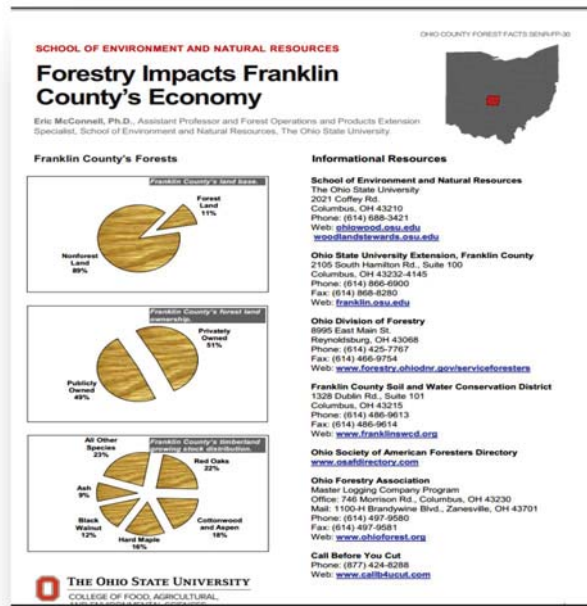 OHIO COUNTY FOREST FACTS SENR-FP-30
SCHOOL OF ENVIRONMENT AND NATURAL RESOURCES
Forestry Impacts Franklin
County's Economy
Eric McConnell, Ph.D., Assistant Professor and Forest Operations and Products Extension
Specialist, School of Environment and Natural Resources, The Ohio State University.
Franklin County's Forests
Franklin County's land base.
Forest
Land
11%
Nonforest
Land
89%
Franklin County's forest land
ownership.
Privately
Owned
51%
Publicly
Owned
49%
Franklin County's timberland
growing stock distribution.
All Other
Species
23%
Red Oaks
22%
Ash
9%
Black
Walnut
12%
Hard Maple
16%
Cottonwood
and Aspen
18%
THE OHIO STATE UNIVERSITY
COLLEGE OF FOOD, AGRICULTURAL,
AND ENVIRONMENTAL SCIENCES
Informational Resources
School of Environment and Natural Resources
The Ohio State University
2021 Coffey Rd.
Columbus, OH 43210
Phone: (614) 688-3421
Web: ohiowood.osu.edu
woodlandstewards.osu.edu
Ohio State University Extension, Franklin County
2105 South Hamilton Rd., Suite 100
Columbus, OH 43232-4145
Phone: (614) 866-6900
Fax: (614) 868-8280
Web: franklin.osu.edu
Ohio Division of Forestry
8995 East Main St.
Reynoldsburg, OH 43068
Phone: (614) 425-7767
Fax: (614) 466-9754
Web: www.forestry.ohiodnr.gov/serviceforesters
Franklin County Soil and Water Conservation District
1328 Dublin Rd., Suite 101
Columbus, OH 43215
Phone: (614) 486-9613
Fax: (614) 486-9614
Web: www.franklinswcd.org
Ohio Society of American Foresters Directory
www.osafdirectory.com
Ohio Forestry Association
Master Logging Company Program
Office: 746 Morrison Rd., Columbus, OH 43230
Mail: 1100-H Brandywine Blvd., Zanesville, OH 43701
Phone: (614) 497-9580
Fax: (614) 497-9581
Web: www.ohioforest.org
Call Before You Cut
Phone: (877) 424-8288
Web: www.callb4ucut.com